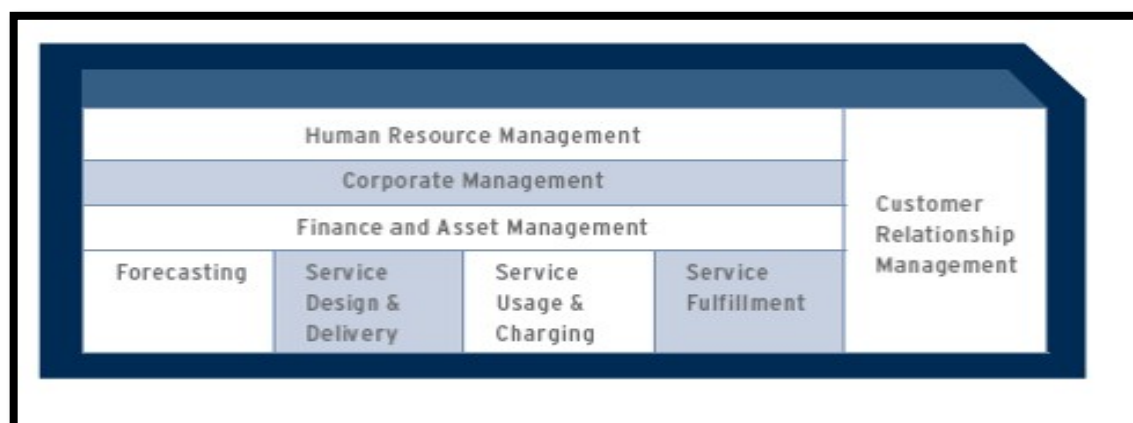 Human Resource Management
Corporate Management
Finance and Asset Management
Forecasting
Service
Design &
Delivery
Service
Usage &
Charging
Service
Fulfillment
Customer
Relationship
Management